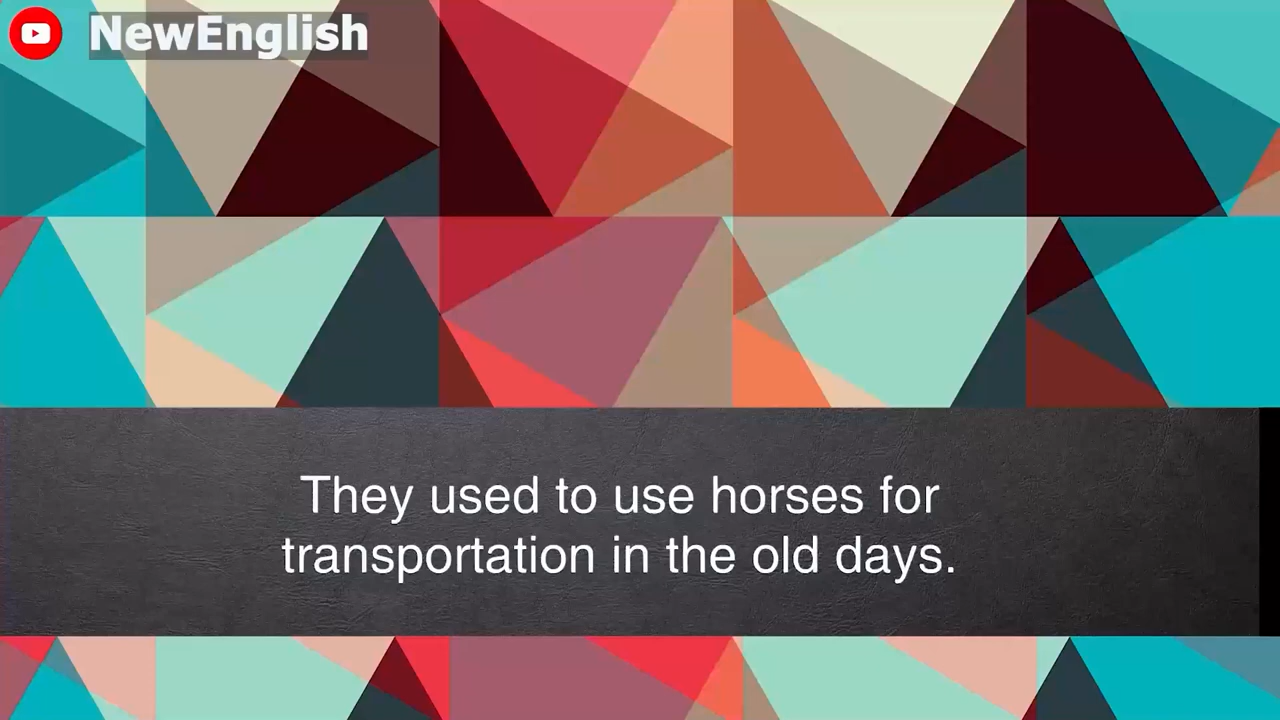 NewEnglish
They used to use horses for
transportation in the old days.